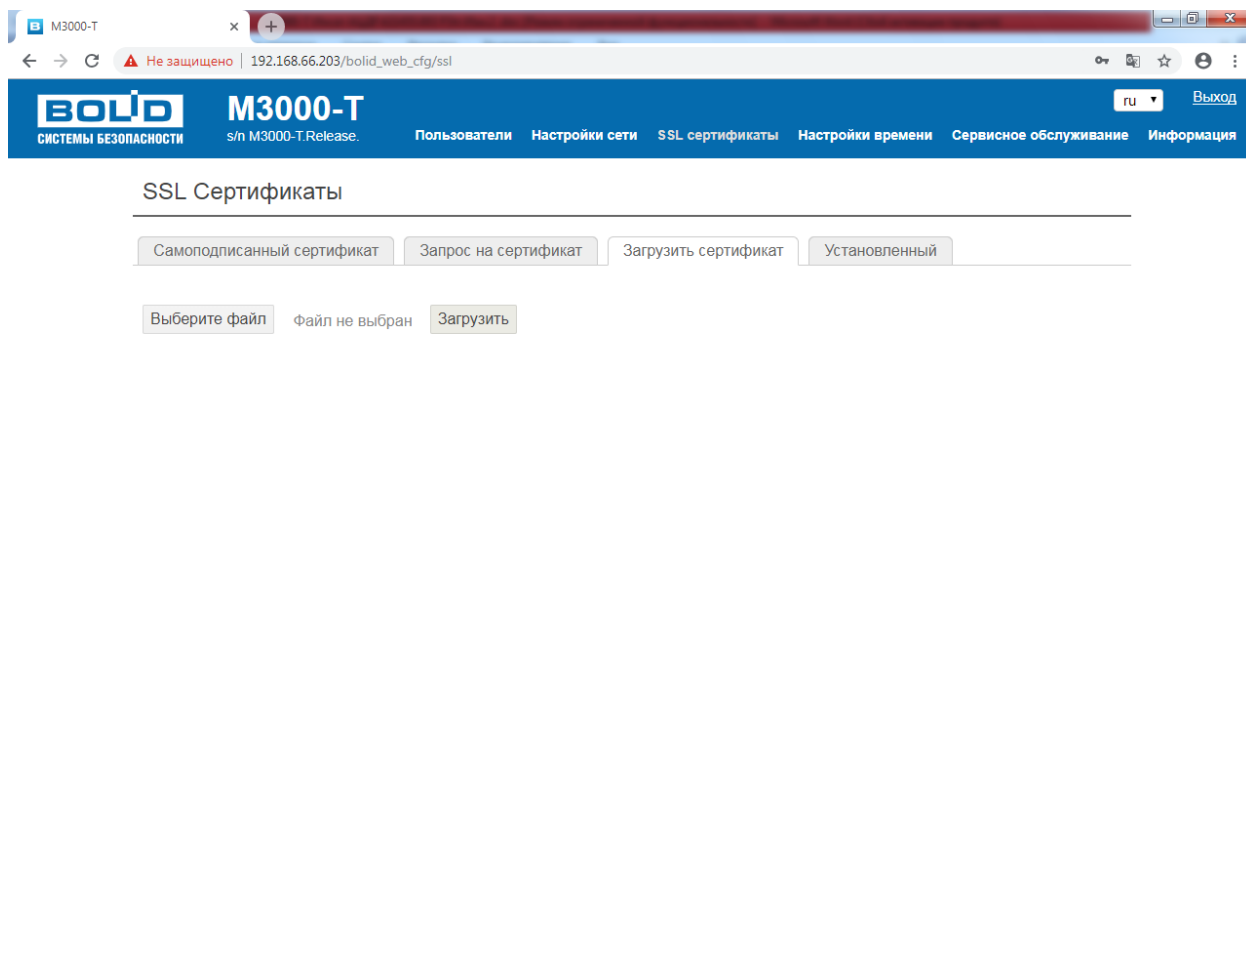 M3000-T
Не защищено 192.168.66.203/bolid_web_cfg/ssl
ru Выход
BOLID M3000-T
СИСТЕМЫ БЕЗОПАСНОСТИ s/n M3000-T.Release. Пользователи Настройки сети SSL сертификаты Настройки времени Сервисное обслуживание Информация
SSL Сертификаты
Самоподписанный сертификат Запрос на сертификат Загрузить сертификат Установленный
Выберите файл Файл не выбран Загрузить